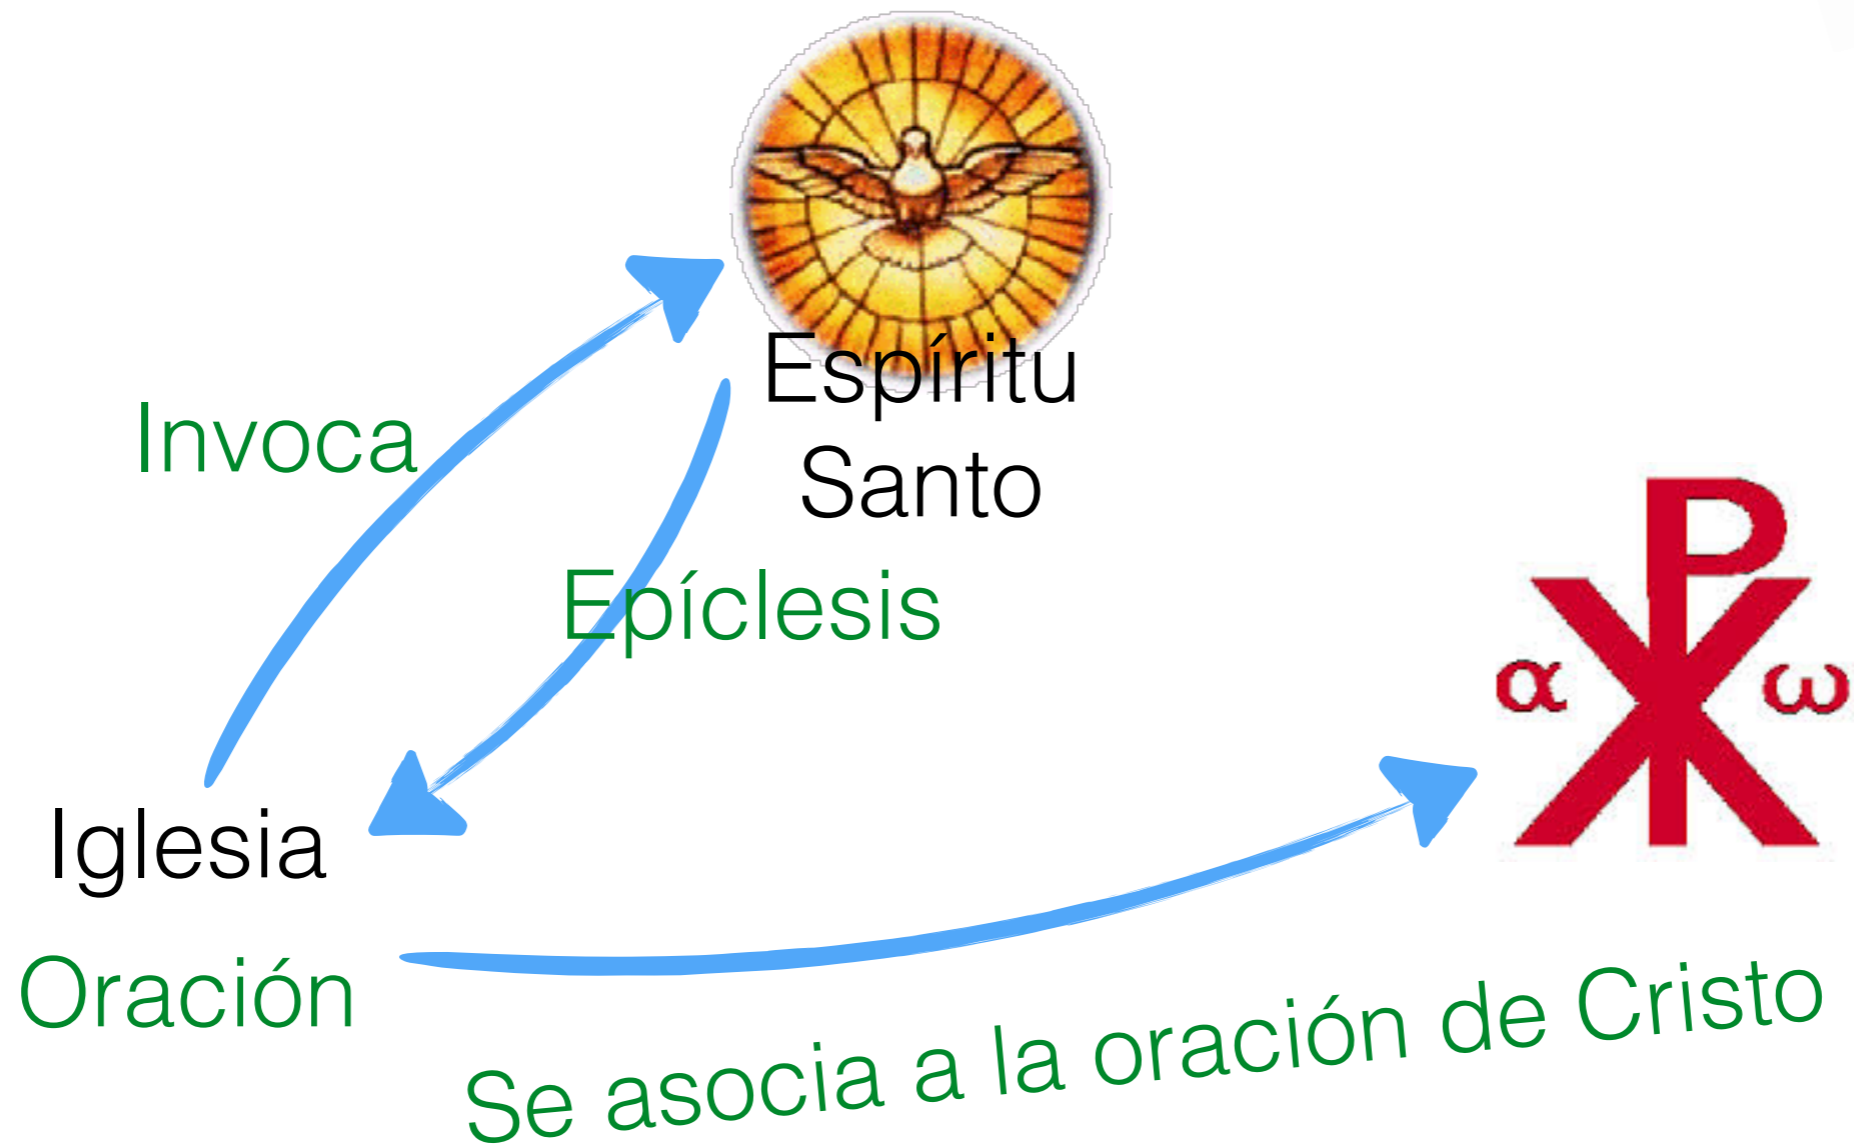 Espíritu
Santo
Invoca
Epíclesis
P
α
ω
Iglesia
Oración
Se asocia a la oración de Cristo